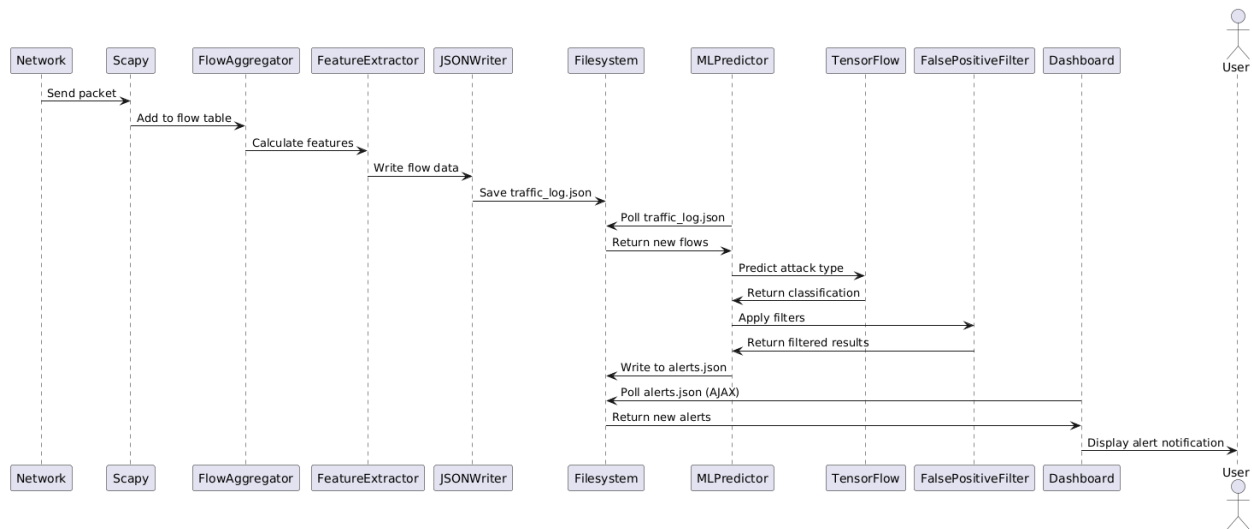 User
Network Scapy FlowAggregator FeatureExtractor JSONWriter Filesystem MLPredictor TensorFlow FalsePositiveFilter Dashboard
Send packet
Add to flow table
Calculate features
Write flow data
Save traffic_log.json
Poll traffic_log.json
Return new flows
Predict attack type
Return classification
Apply filters
Return filtered results
Write to alerts.json
Poll alerts.json (AJAX)
Return new alerts
Display alert notification
Network Scapy FlowAggregator FeatureExtractor JSONWriter Filesystem MLPredictor TensorFlow FalsePositiveFilter Dashboard User